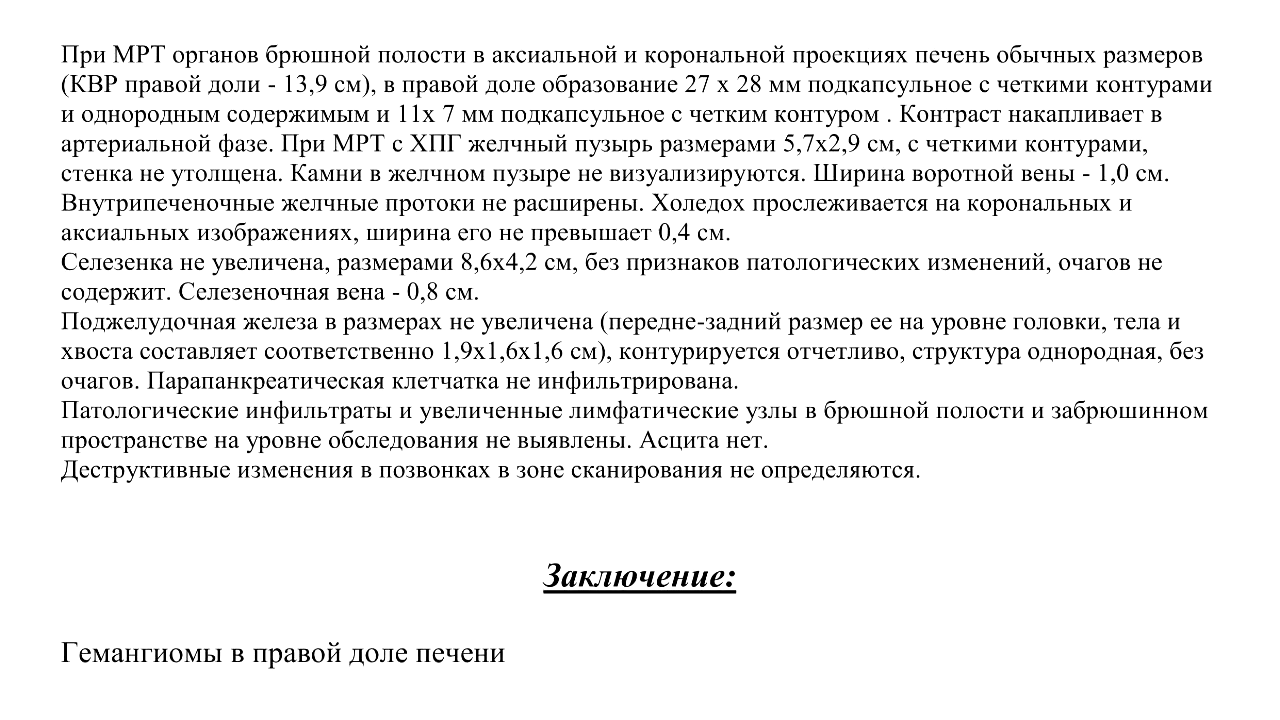 При МРТ органов брюшной полости в аксиальной и корональной проекциях печень обычных размеров
(КВР правой доли - 13,9 см), в правой доле образование 27 х 28 мм подкапсульное с четкими контурами
и однородным содержимым и 11х 7 мм подкапсульное с четким контуром . Контраст накапливает в
артериальной фазе. При МРТ с ХПГ желчный пузырь размерами 5,7х2,9 см, с четкими контурами,
стенка не утолщена. Камни в желчном пузыре не визуализируются. Ширина воротной вены - 1,0 см.
Внутрипеченочные желчные протоки не расширены. Холедох прослеживается на корональных и
аксиальных изображениях, ширина его не превышает 0,4 см.
Селезенка не увеличена, размерами 8,6х4,2 см, без признаков патологических изменений, очагов не
содержит. Селезеночная вена - 0,8 см.
Поджелудочная железа в размерах не увеличена (передне-задний размер ее на уровне головки, тела и
хвоста составляет соответственно 1,9х1,6х1,6 см), контурируется отчетливо, структура однородная, без
очагов. Парапанкреатическая клетчатка не инфильтрирована.
Патологические инфильтраты и увеличенные лимфатические узлы в брюшной полости и забрюшинном
пространстве на уровне обследования не выявлены. Асцита нет.
Деструктивные изменения в позвонках в зоне сканирования не определяются.
Заключение:
Гемангиомы в правой доле печени